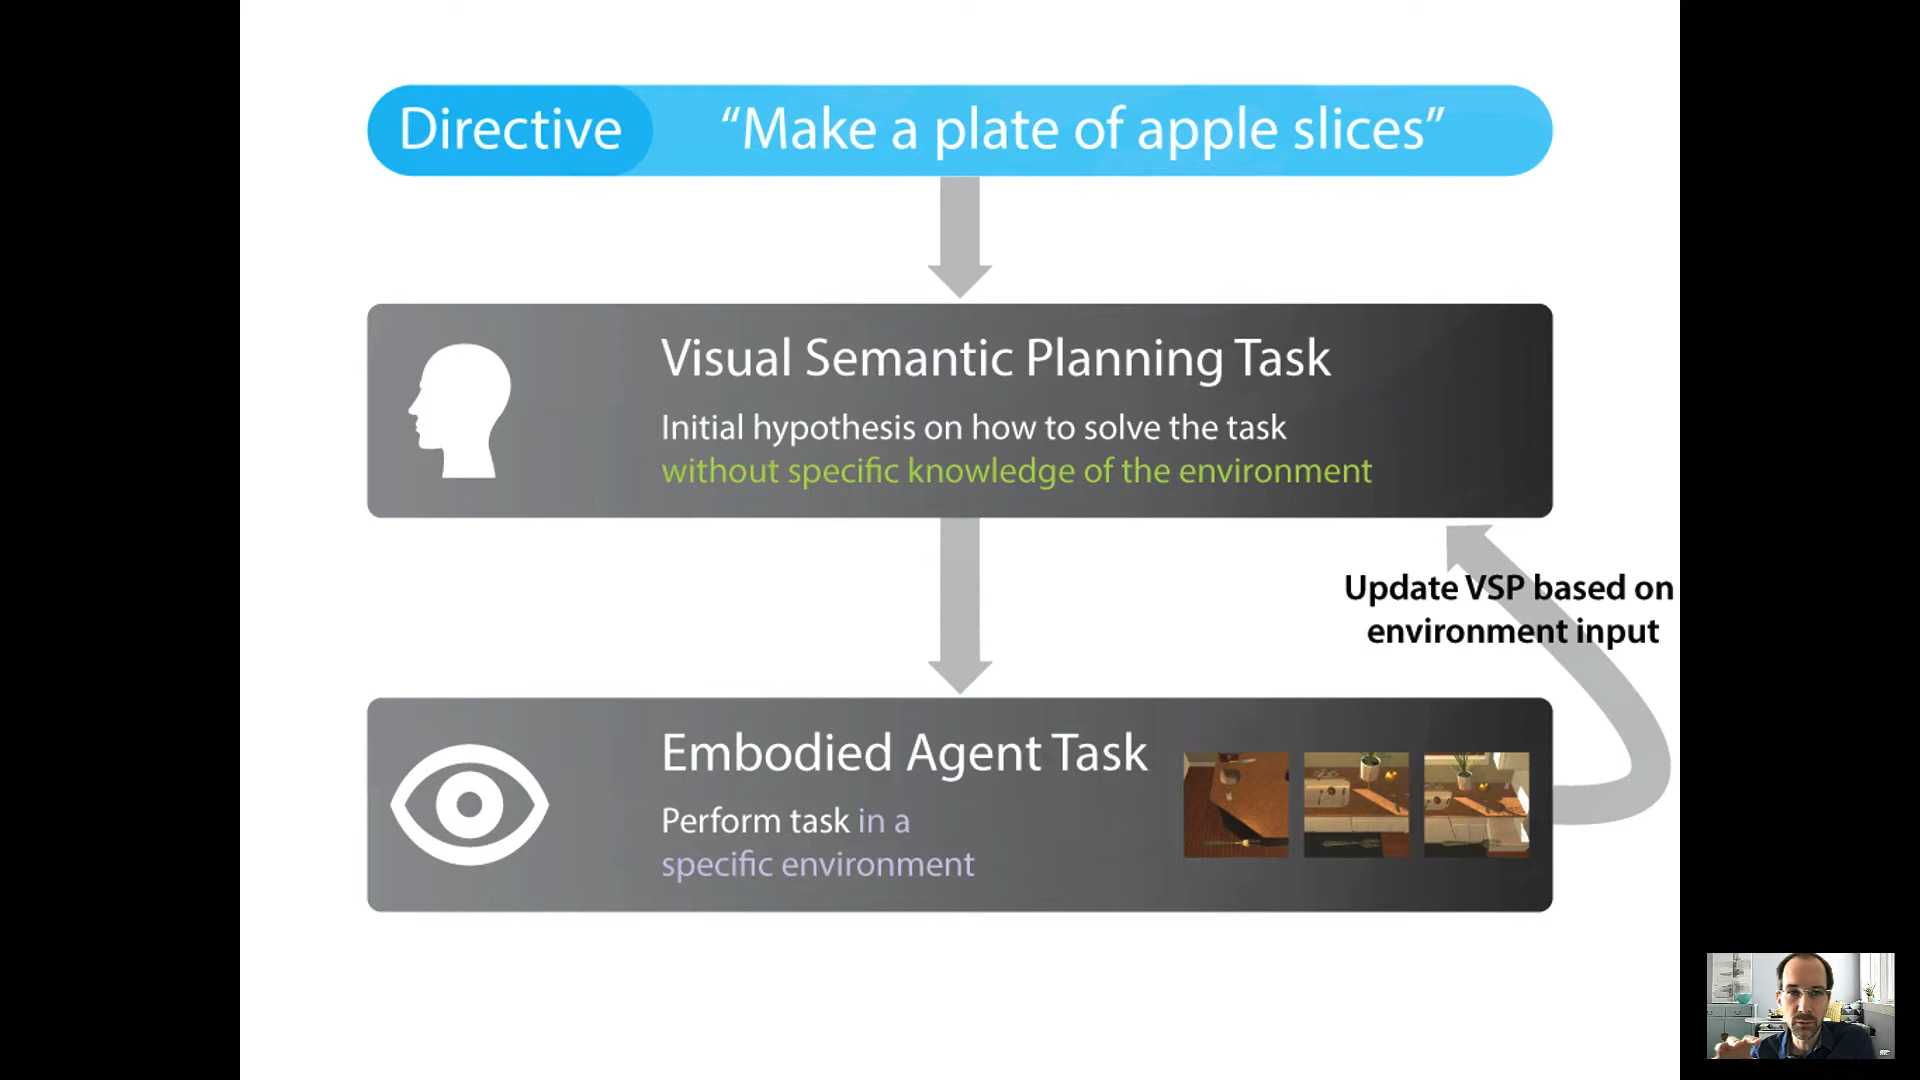 Directive “Make a plate of apple slices”
Visual Semantic Planning Task
Initial hypothesis on how to solve the task
without specific knowledge of the environment
Update VSP based on
environment input
Embodied Agent Task
Perform task in a
specific environment